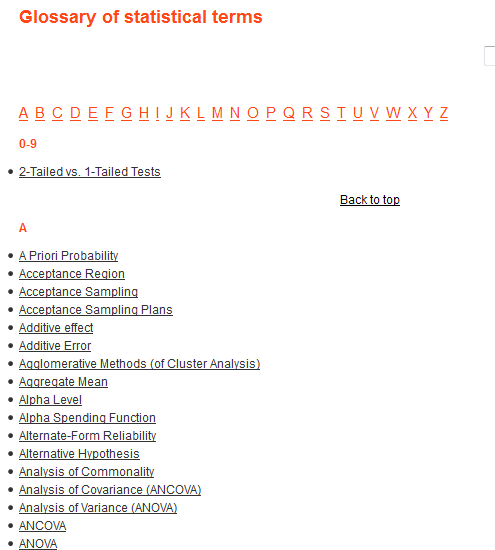 Glossary of statistical terms
A B C D E F G H I J K L M N O P Q R S T U V W X Y Z
0-9
2-Tailed vs. 1-Tailed Tests
Back to top
A
A Priori Probability
Acceptance Region
Acceptance Sampling
Acceptance Sampling Plans
Additive effect
Additive Error
Agglomerative Methods (of Cluster Analysis)
Aggregate Mean
Alpha Level
Alpha Spending Function
Alternate-Form Reliability
Alternative Hypothesis
Analysis of Commonality
Analysis of Covariance (ANCOVA)
Analysis of Variance (ANOVA)
ANCOVA
ANOVA